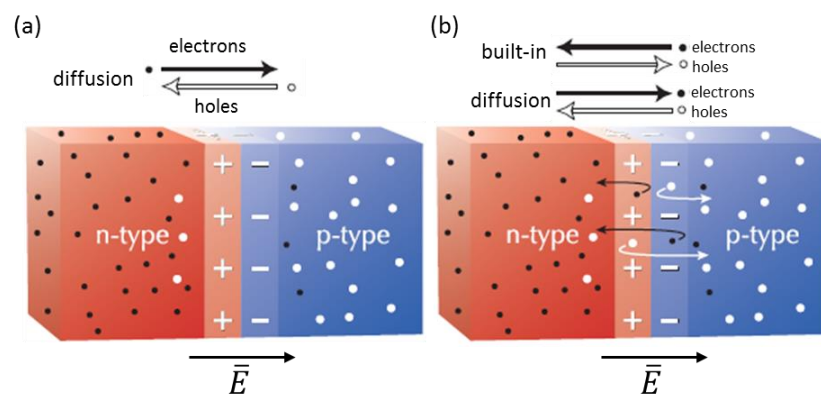 (a)
electrons
diffusion
holes
+ −
+ −
+ −
+ −
n-type
p-type
E̅
(b)
built-in
electrons
holes
diffusion
electrons
holes
+ −
+ −
+ −
+ −
n-type
p-type
E̅